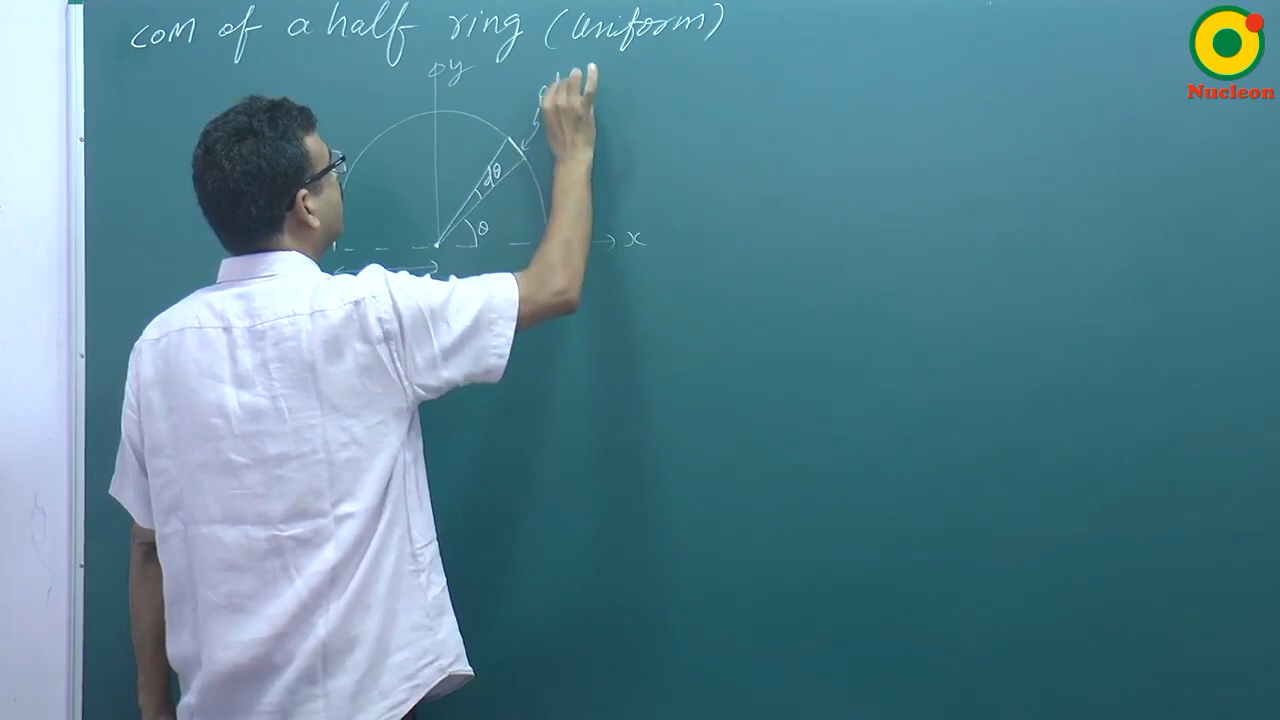 COM of a half ring (uniform)
y
dθ
θ
x
Nucleon